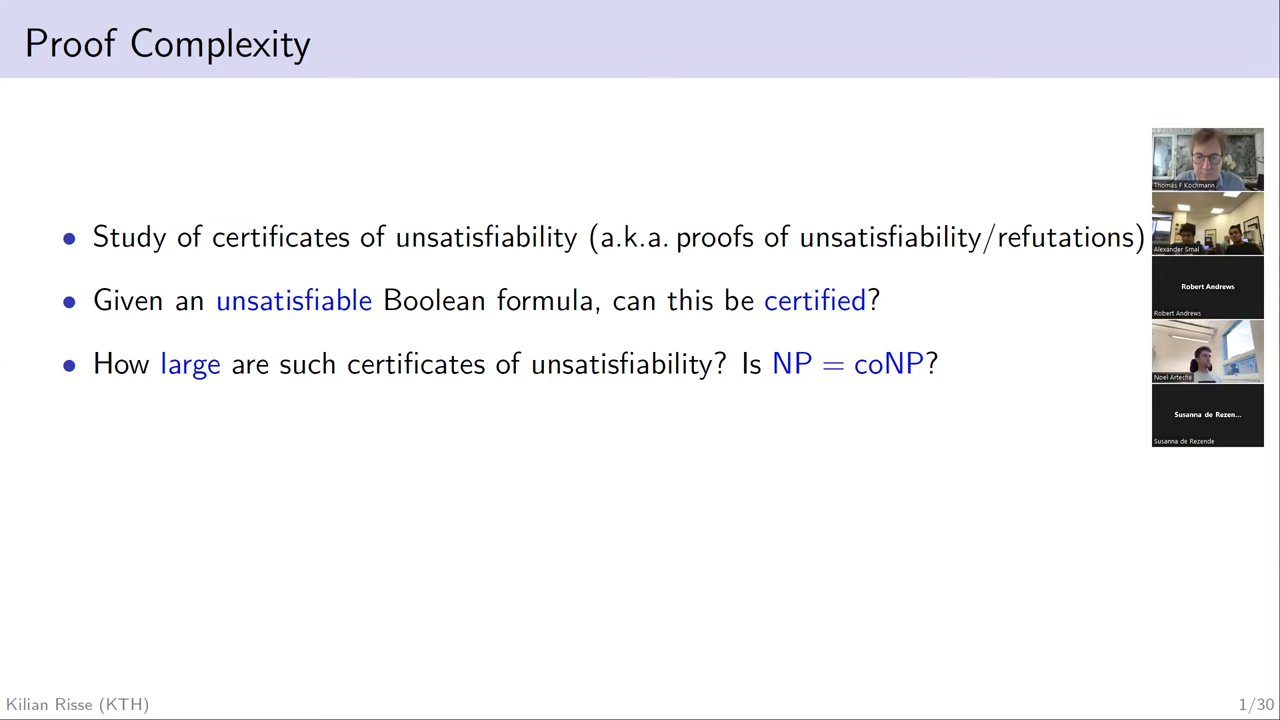 Proof Complexity
• Study of certificates of unsatisfiability (a.k.a. proofs of unsatisfiability/refutations)
• Given an unsatisfiable Boolean formula, can this be certified?
• How large are such certificates of unsatisfiability? Is NP = coNP?
Thomas F Kochmann
Alexander Smal
Robert Andrews
Robert Andrews
Noel Arteche
Susanna de Rezen...
Susanna de Rezende
Kilian Risse (KTH)
1/30